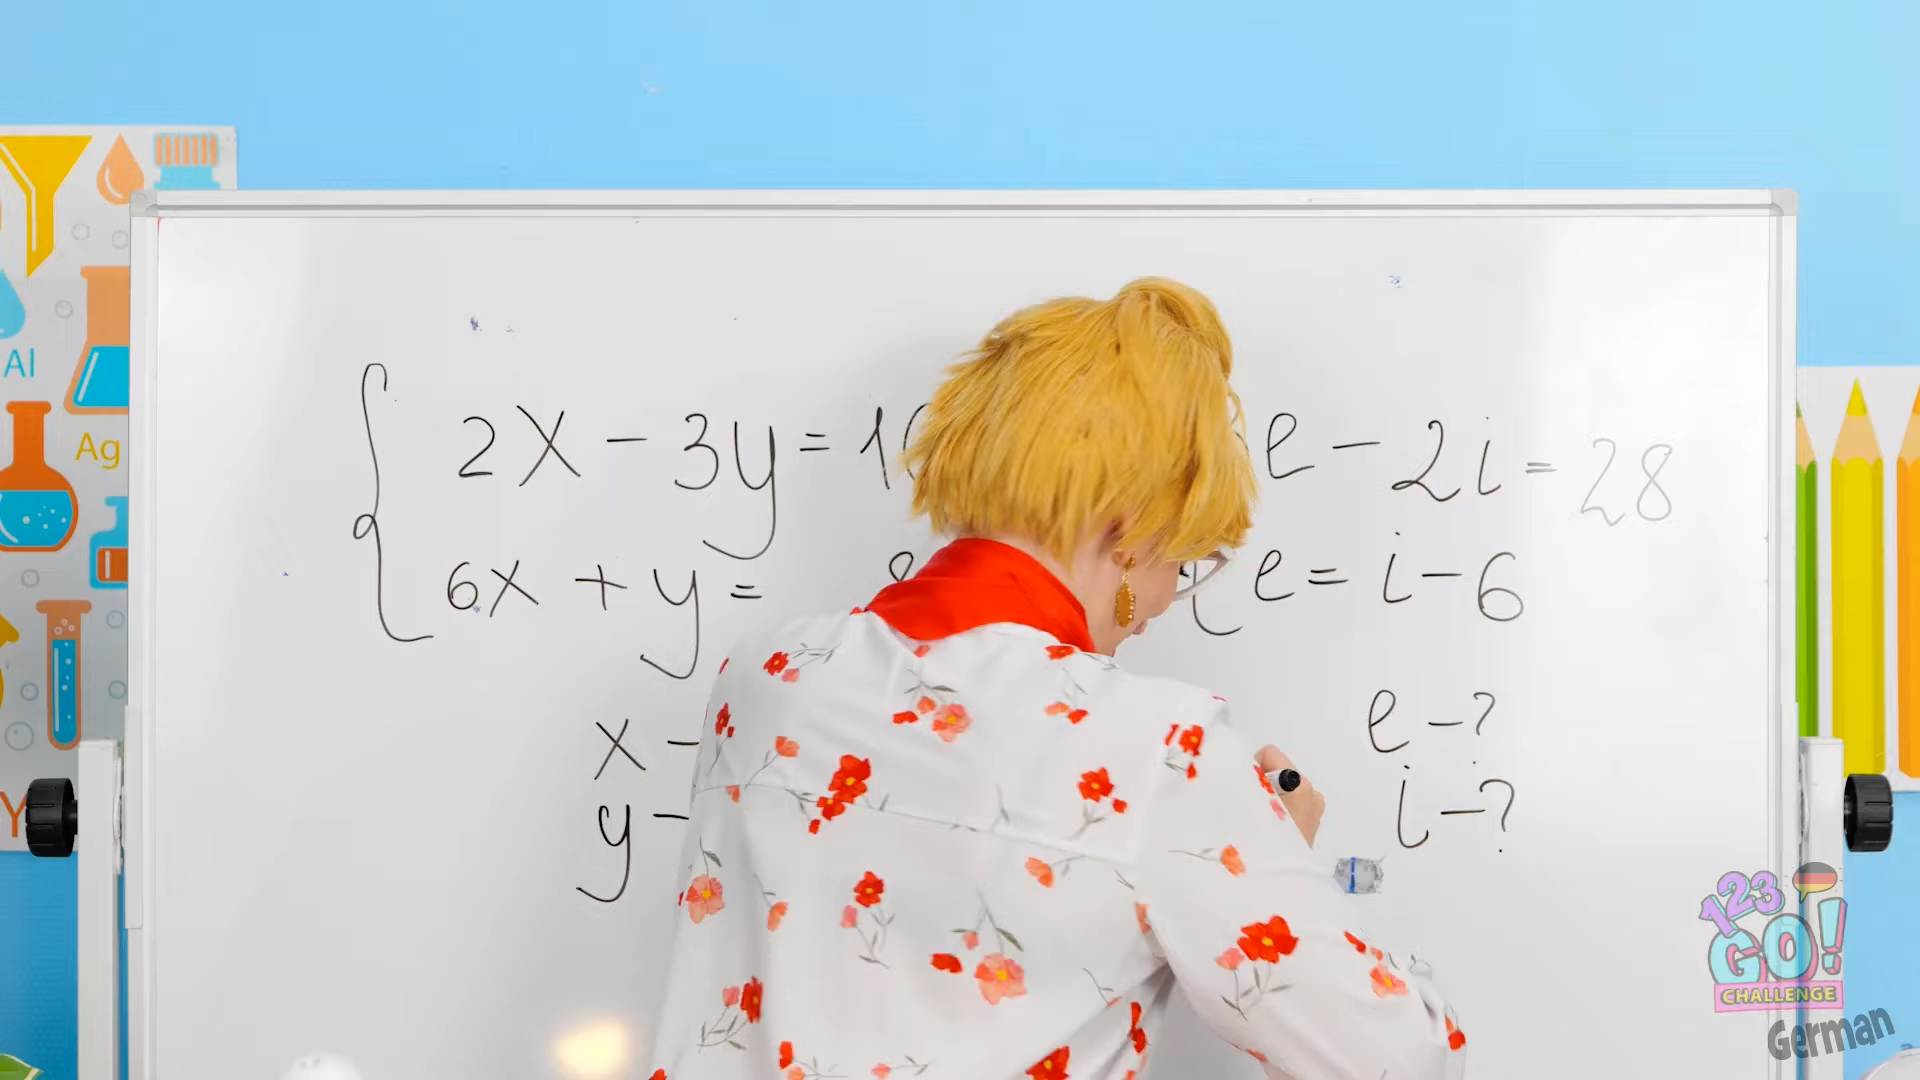 Al
Ag
Y
2x - 3y = 1
6x + y =
x -
y -
e - 2i = 28
e = i - 6
e - ?
i - ?
123
GO!
CHALLENGE
German